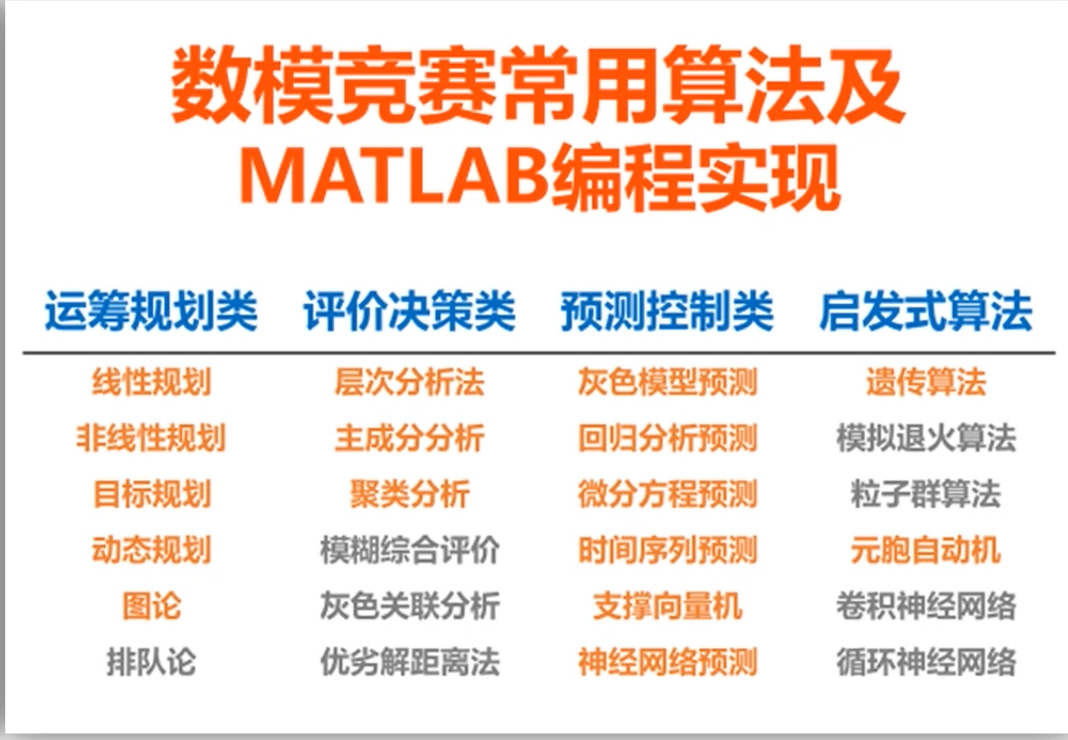 数模竞赛常用算法及
MATLAB编程实现
运筹规划类 评价决策类 预测控制类 启发式算法
线性规划 层次分析法 灰色模型预测 遗传算法
非线性规划 主成分分析 回归分析预测 模拟退火算法
目标规划 聚类分析 微分方程预测 粒子群算法
动态规划 模糊综合评价 时间序列预测 元胞自动机
图论 灰色关联分析 支撑向量机 卷积神经网络
排队论 优劣解距离法 神经网络预测 循环神经网络